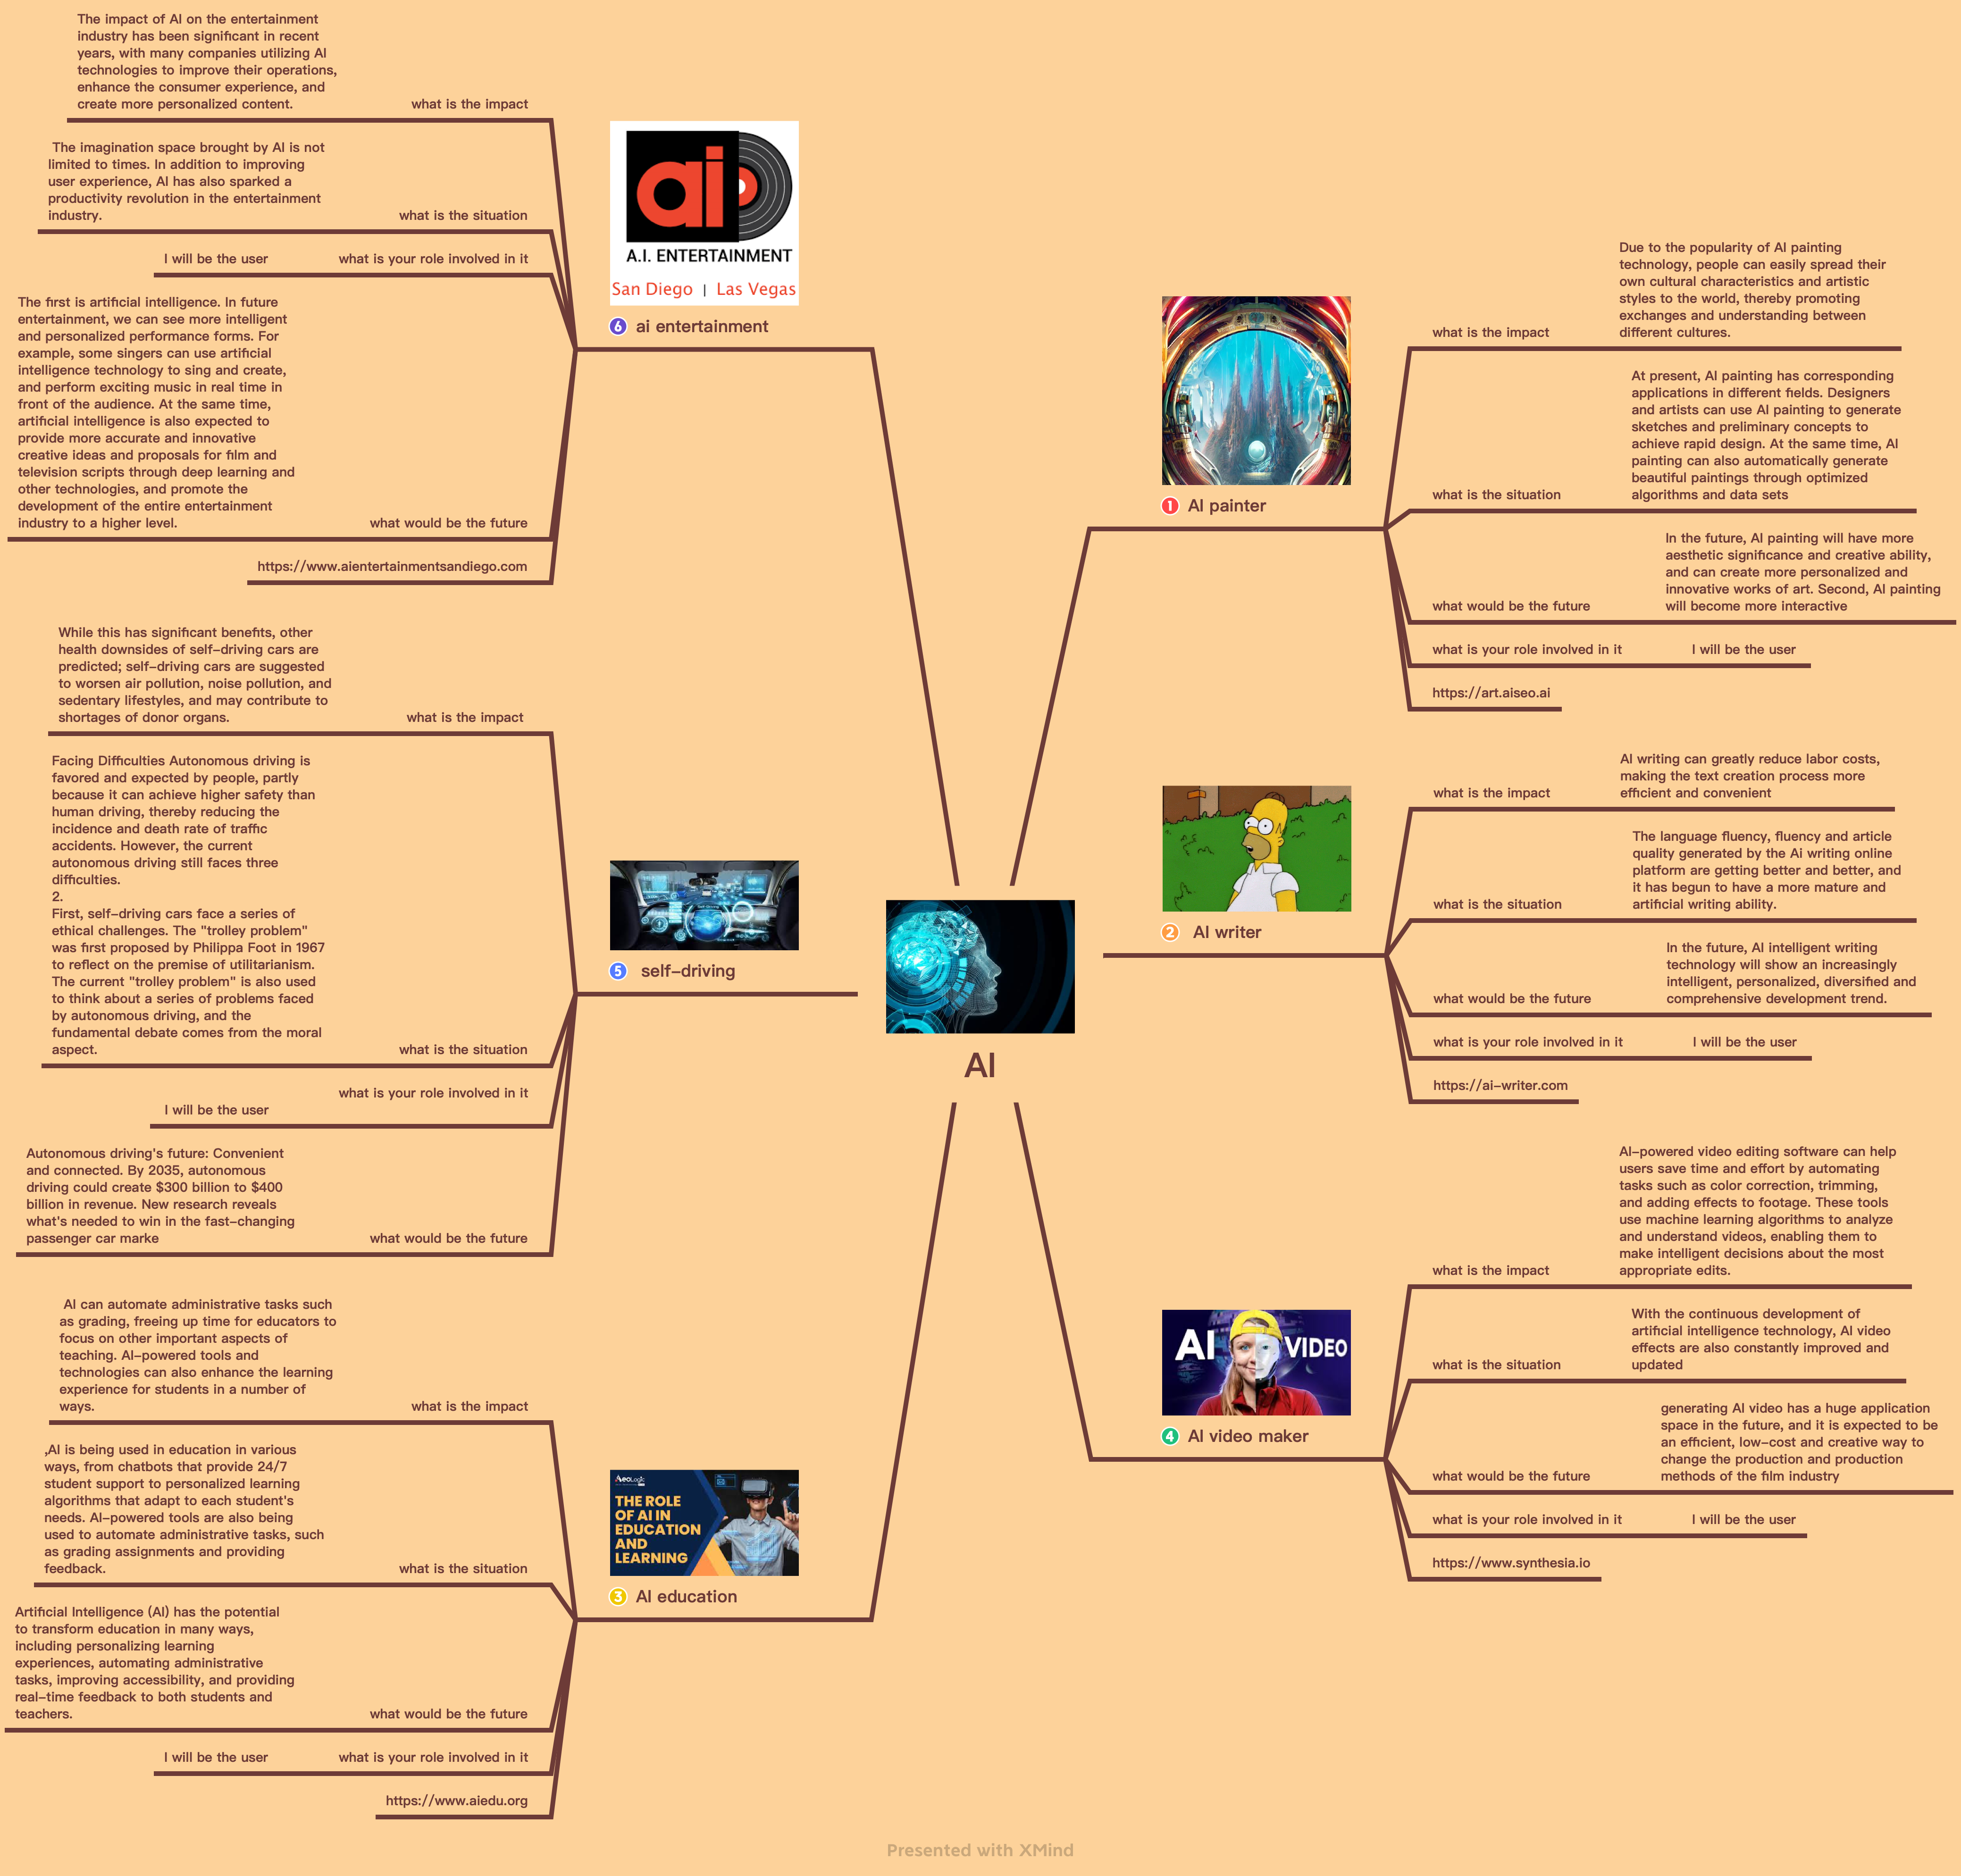 AI
ai
A.I. ENTERTAINMENT
San Diego | Las Vegas
6 ai entertainment
The impact of AI on the entertainment
industry has been significant in recent
years, with many companies utilizing AI
technologies to improve their operations,
enhance the consumer experience, and
create more personalized content.
what is the impact
The imagination space brought by AI is not
limited to times. In addition to improving
user experience, AI has also sparked a
productivity revolution in the entertainment
industry.
what is the situation
I will be the user
what is your role involved in it
The first is artificial intelligence. In future
entertainment, we can see more intelligent
and personalized performance forms. For
example, some singers can use artificial
intelligence technology to sing and create,
and perform exciting music in real time in
front of the audience. At the same time,
artificial intelligence is also expected to
provide more accurate and innovative
creative ideas and proposals for film and
television scripts through deep learning and
other technologies, and promote the
development of the entire entertainment
industry to a higher level.
what would be the future
https://www.aientertainmentsandiego.com
5 self-driving
While this has significant benefits, other
health downsides of self-driving cars are
predicted; self-driving cars are suggested
to worsen air pollution, noise pollution, and
sedentary lifestyles, and may contribute to
shortages of donor organs.
what is the impact
Facing Difficulties Autonomous driving is
favored and expected by people, partly
because it can achieve higher safety than
human driving, thereby reducing the
incidence and death rate of traffic
accidents. However, the current
autonomous driving still faces three
difficulties.
2.
First, self-driving cars face a series of
ethical challenges. The "trolley problem"
was first proposed by Philippa Foot in 1967
to reflect on the premise of utilitarianism.
The current "trolley problem" is also used
to think about a series of problems faced
by autonomous driving, and the
fundamental debate comes from the moral
aspect.
what is the situation
what is your role involved in it
I will be the user
Autonomous driving's future: Convenient
and connected. By 2035, autonomous
driving could create $300 billion to $400
billion in revenue. New research reveals
what's needed to win in the fast-changing
passenger car marke
what would be the future
AeoLogic
THE ROLE
OF AI IN
EDUCATION
AND
LEARNING
3 AI education
AI can automate administrative tasks such
as grading, freeing up time for educators to
focus on other important aspects of
teaching. AI-powered tools and
technologies can also enhance the learning
experience for students in a number of
ways.
what is the impact
,AI is being used in education in various
ways, from chatbots that provide 24/7
student support to personalized learning
algorithms that adapt to each student's
needs. AI-powered tools are also being
used to automate administrative tasks, such
as grading assignments and providing
feedback.
what is the situation
Artificial Intelligence (AI) has the potential
to transform education in many ways,
including personalizing learning
experiences, automating administrative
tasks, improving accessibility, and providing
real-time feedback to both students and
teachers.
what would be the future
I will be the user
what is your role involved in it
https://www.aiedu.org
1 AI painter
what is the impact
Due to the popularity of AI painting
technology, people can easily spread their
own cultural characteristics and artistic
styles to the world, thereby promoting
exchanges and understanding between
different cultures.
what is the situation
At present, AI painting has corresponding
applications in different fields. Designers
and artists can use AI painting to generate
sketches and preliminary concepts to
achieve rapid design. At the same time, AI
painting can also automatically generate
beautiful paintings through optimized
algorithms and data sets
what would be the future
In the future, AI painting will have more
aesthetic significance and creative ability,
and can create more personalized and
innovative works of art. Second, AI painting
will become more interactive
what is your role involved in it
I will be the user
https://art.aiseo.ai
2 AI writer
what is the impact
AI writing can greatly reduce labor costs,
making the text creation process more
efficient and convenient
what is the situation
The language fluency, fluency and article
quality generated by the Ai writing online
platform are getting better and better, and
it has begun to have a more mature and
artificial writing ability.
what would be the future
In the future, AI intelligent writing
technology will show an increasingly
intelligent, personalized, diversified and
comprehensive development trend.
what is your role involved in it
I will be the user
https://ai-writer.com
AI VIDEO
4 AI video maker
what is the impact
AI-powered video editing software can help
users save time and effort by automating
tasks such as color correction, trimming,
and adding effects to footage. These tools
use machine learning algorithms to analyze
and understand videos, enabling them to
make intelligent decisions about the most
appropriate edits.
what is the situation
With the continuous development of
artificial intelligence technology, AI video
effects are also constantly improved and
updated
what would be the future
generating AI video has a huge application
space in the future, and it is expected to be
an efficient, low-cost and creative way to
change the production and production
methods of the film industry
what is your role involved in it
I will be the user
https://www.synthesia.io
Presented with XMind